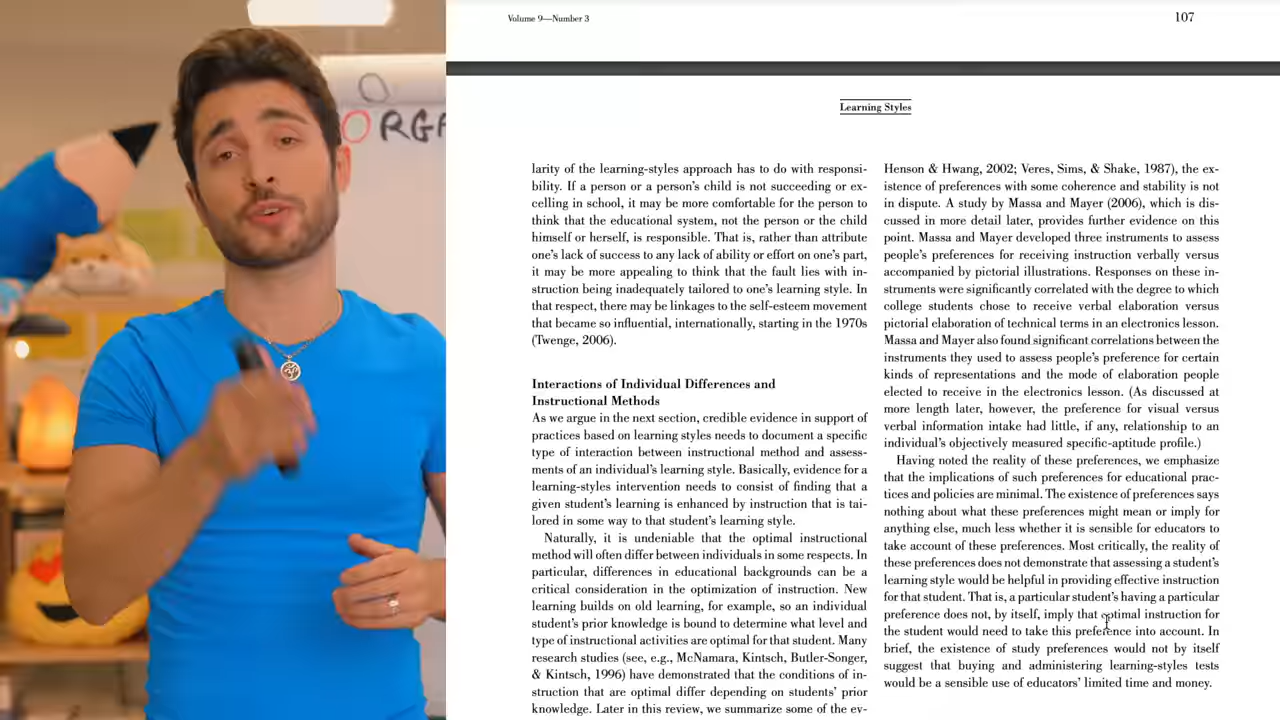 O
ORGA
Volume 9—Number 3
107
Learning Styles
larity of the learning-styles approach has to do with responsi-
bility. If a person or a person's child is not succeeding or ex-
celling in school, it may be more comfortable for the person to
think that the educational system, not the person or the child
himself or herself, is responsible. That is, rather than attribute
one's lack of success to any lack of ability or effort on one's part,
it may be more appealing to think that the fault lies with in-
struction being inadequately tailored to one's learning style. In
that respect, there may be linkages to the self-esteem movement
that became so influential, internationally, starting in the 1970s
(Twenge, 2006).
Interactions of Individual Differences and
Instructional Methods
As we argue in the next section, credible evidence in support of
practices based on learning styles needs to document a specific
type of interaction between instructional method and assess-
ments of an individual's learning style. Basically, evidence for a
learning-styles intervention needs to consist of finding that a
given student's learning is enhanced by instruction that is tai-
lored in some way to that student's learning style.
Naturally, it is undeniable that the optimal instructional
method will often differ between individuals in some respects. In
particular, differences in educational backgrounds can be a
critical consideration in the optimization of instruction. New
learning builds on old learning, for example, so an individual
student's prior knowledge is bound to determine what level and
type of instructional activities are optimal for that student. Many
research studies (see, e.g., McNamara, Kintsch, Butler-Songer,
& Kintsch, 1996) have demonstrated that the conditions of in-
struction that are optimal differ depending on students' prior
knowledge. Later in this review, we summarize some of the ev-
Henson & Hwang, 2002; Veres, Sims, & Shake, 1987), the ex-
istence of preferences with some coherence and stability is not
in dispute. A study by Massa and Mayer (2006), which is dis-
cussed in more detail later, provides further evidence on this
point. Massa and Mayer developed three instruments to assess
people's preferences for receiving instruction verbally versus
accompanied by pictorial illustrations. Responses on these in-
struments were significantly correlated with the degree to which
college students chose to receive verbal elaboration versus
pictorial elaboration of technical terms in an electronics lesson.
Massa and Mayer also found significant correlations between the
instruments they used to assess people's preference for certain
kinds of representations and the mode of elaboration people
elected to receive in the electronics lesson. (As discussed at
more length later, however, the preference for visual versus
verbal information intake had little, if any, relationship to an
individual's objectively measured specific-aptitude profile.)
Having noted the reality of these preferences, we emphasize
that the implications of such preferences for educational prac-
tices and policies are minimal. The existence of preferences says
nothing about what these preferences might mean or imply for
anything else, much less whether it is sensible for educators to
take account of these preferences. Most critically, the reality of
these preferences does not demonstrate that assessing a student's
learning style would be helpful in providing effective instruction
for that student. That is, a particular student's having a particular
preference does not, by itself, imply that optimal instruction for
the student would need to take this preference into account. In
brief, the existence of study preferences would not by itself
suggest that buying and administering learning-styles tests
would be a sensible use of educators' limited time and money.